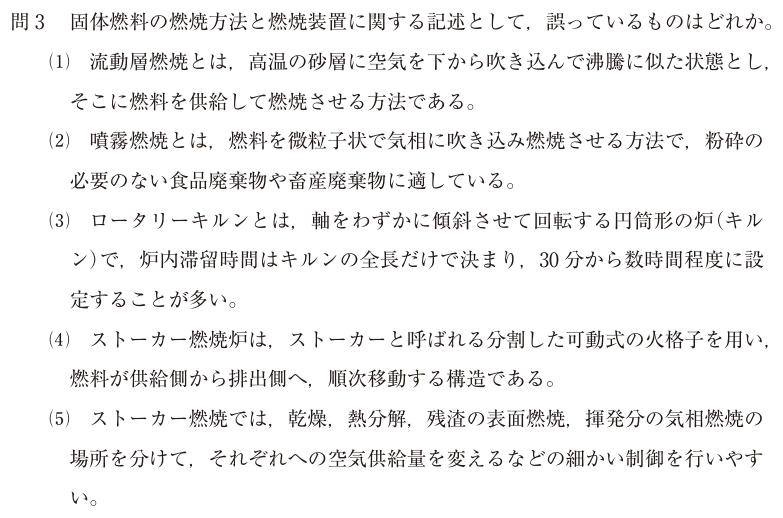 問3 固体燃料の燃焼方法と燃焼装置に関する記述として，誤っているものはどれか。
⑴ 流動層燃焼とは，高温の砂層に空気を下から吹き込んで沸騰に似た状態とし，
そこに燃料を供給して燃焼させる方法である。
⑵ 噴霧燃焼とは，燃料を微粒子状で気相に吹き込み燃焼させる方法で，粉砕の
必要のない食品廃棄物や畜産廃棄物に適している。
⑶ ロータリーキルンとは，軸をわずかに傾斜させて回転する円筒形の炉(キル
ン)で，炉内滞留時間はキルンの全長だけで決まり，30 分から数時間程度に設
定することが多い。
⑷ ストーカー燃焼炉は，ストーカーと呼ばれる分割した可動式の火格子を用い，
燃料が供給側から排出側へ，順次移動する構造である。
⑸ ストーカー燃焼では，乾燥，熱分解，残渣の表面燃焼，揮発分の気相燃焼の
場所を分けて，それぞれへの空気供給量を変えるなどの細かい制御を行いやす
い。